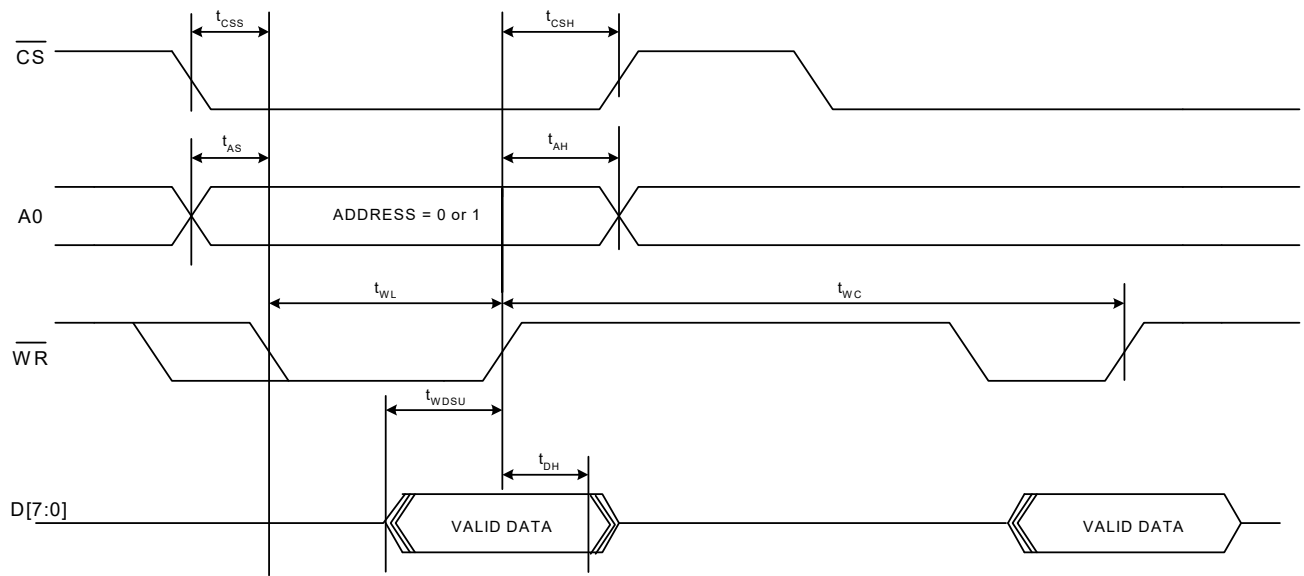 tCSS
tCSH
CS
tAS
tAH
A0
ADDRESS = 0 or 1
tWL
tWC
WR
tWDSU
tDH
D[7:0]
VALID DATA
VALID DATA